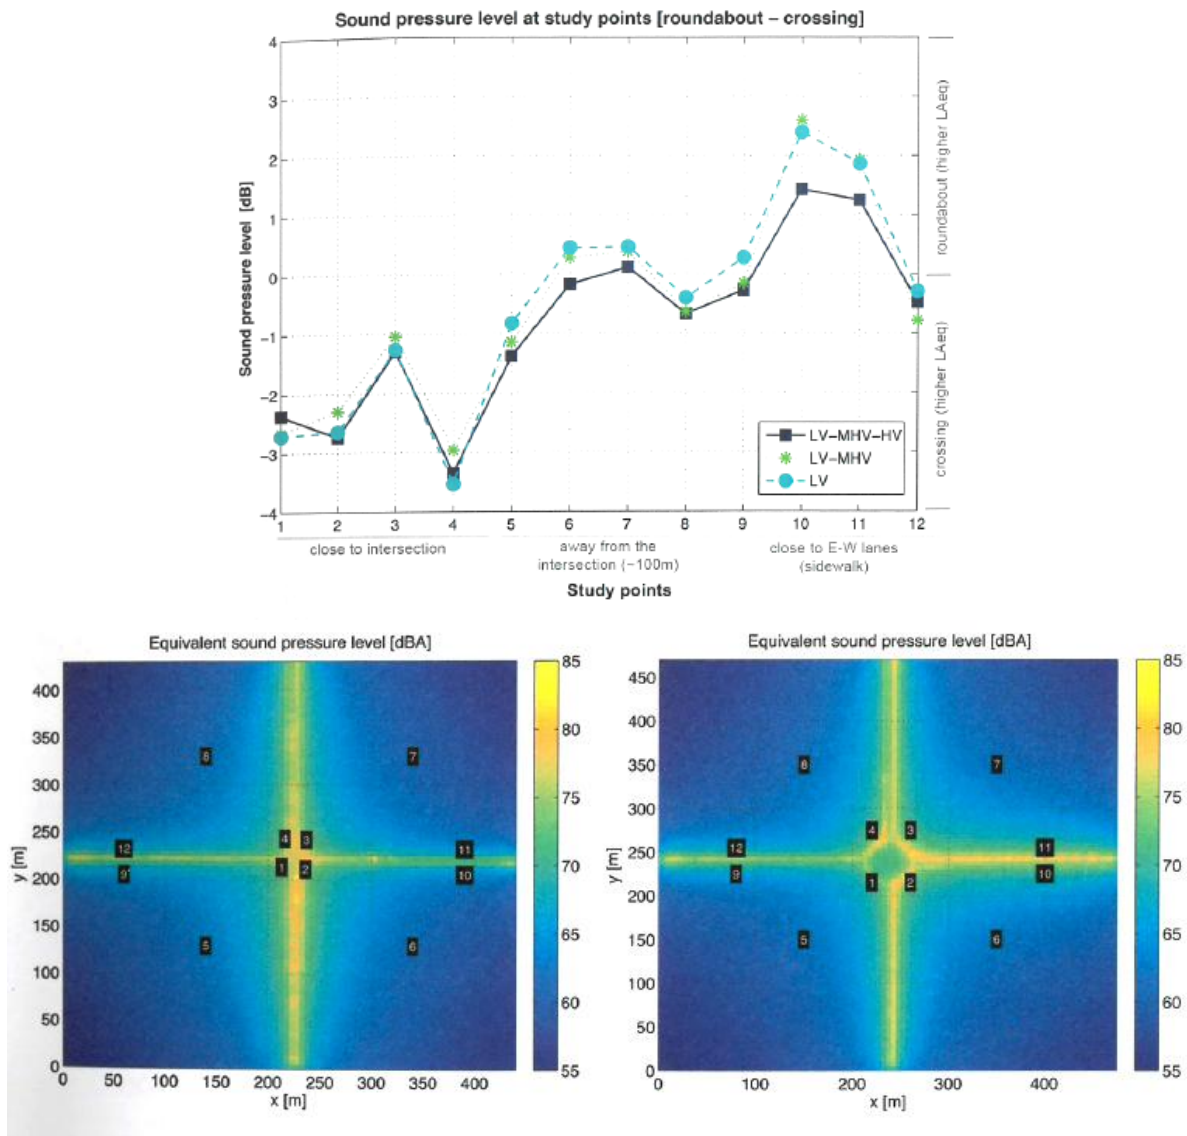 Sound pressure level at study points [roundabout – crossing]
4
3
2
1
0
−1
−2
−3
−4
Sound pressure level [dB]
1 2 3 4 5 6 7 8 9 10 11 12
close to intersection
away from the
intersection (~100m)
close to E-W lanes
(sidewalk)
Study points
LV−MHV−HV
LV−MHV
LV
roundabout (higher LAeq)
crossing (higher LAeq)
Equivalent sound pressure level [dBA]
400
350
300
250
200
150
100
50
0
y [m]
0 50 100 150 200 250 300 350 400
x [m]
8 7
4 3
12 11
1 2
9 10
5 6
85
80
75
70
65
60
55
Equivalent sound pressure level [dBA]
450
400
350
300
250
200
150
100
50
0
y [m]
0 200 400
x [m]
8 7
4 3
12 11
9 10
1 2
5 6
85
80
75
70
65
60
55